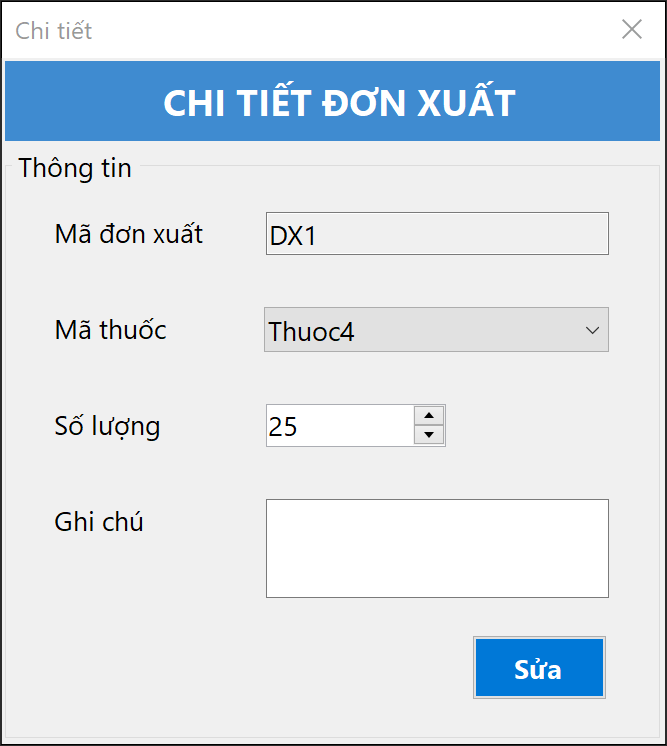 Chi tiết
CHI TIẾT ĐƠN XUẤT
Thông tin
Mã đơn xuất
DX1
Mã thuốc
Thuoc4
Số lượng
25
Ghi chú
Sửa